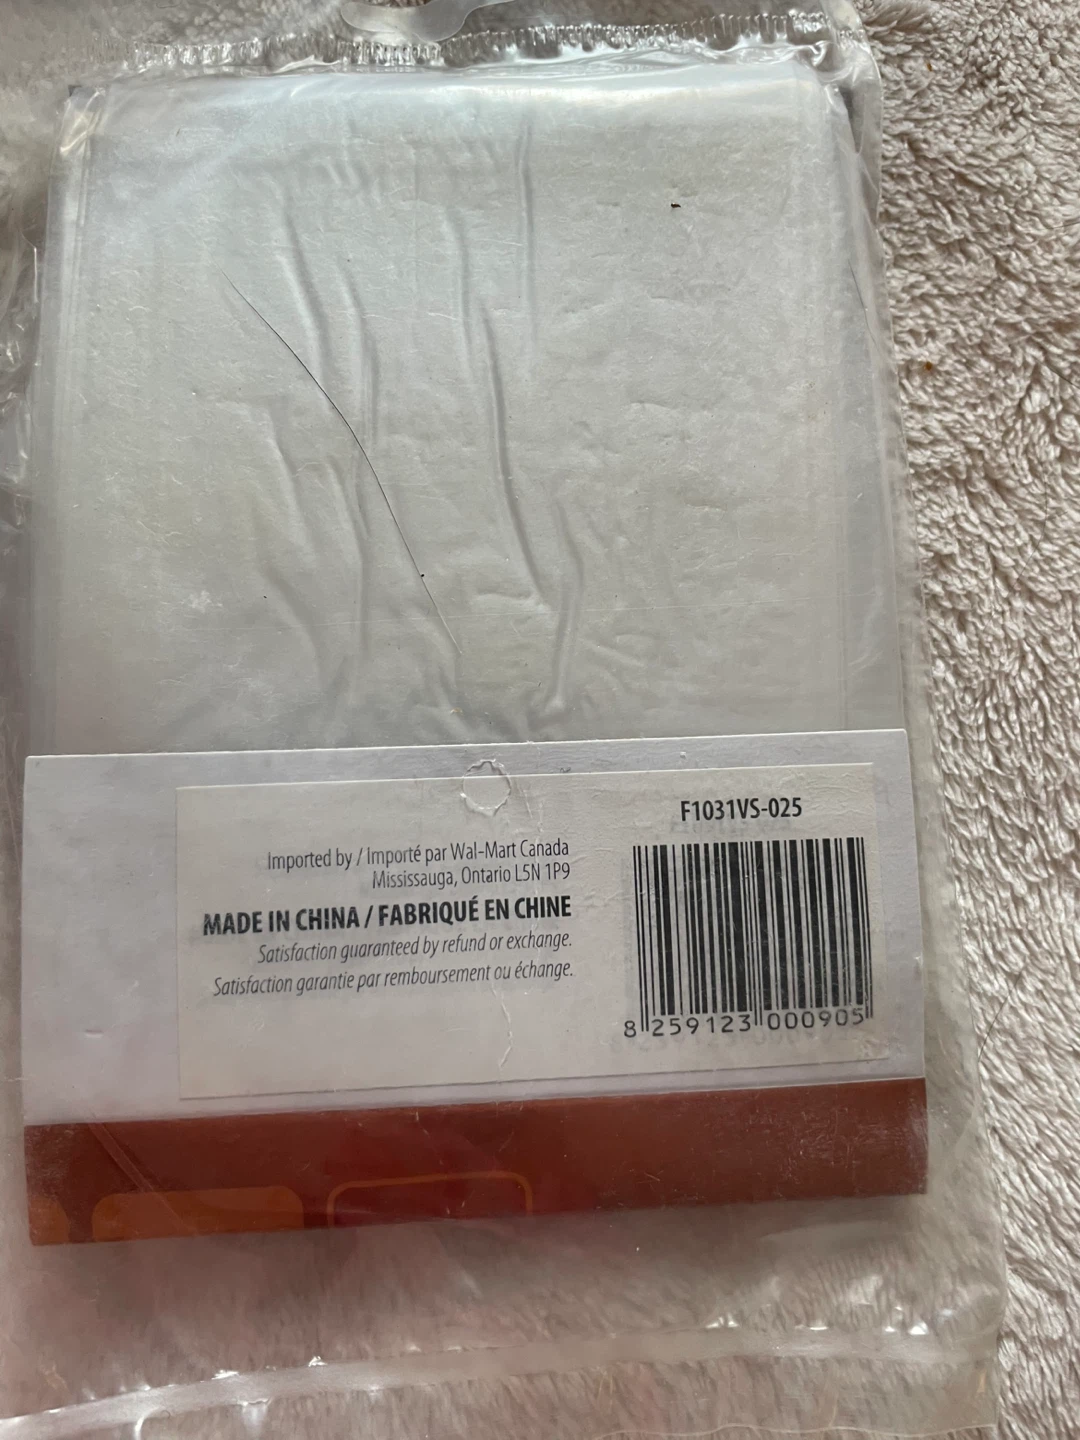 F1031VS-025
Imported by / Importé par Wal-Mart Canada
Mississauga, Ontario L5N 1P9
MADE IN CHINA / FABRIQUÉ EN CHINE
Satisfaction guaranteed by refund or exchange.
Satisfaction garantie par remboursement ou échange.
8 259123 000905